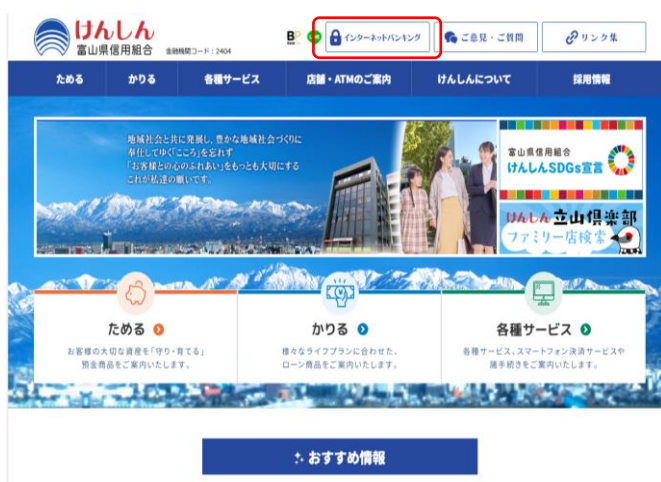 けんしん
富山県信用組合
金融機関コード:2404
インターネットバンキング
ご意見・ご質問
リンク集
ためる
かりる
各種サービス
店舗・ATMのご案内
けんしんについて
採用情報
地域社会と共に発展し、豊かな地域社会づくりに
奉仕してゆく「こころ」を忘れず
「お客様との心のふれあい」をもっとも大切にする
これが私達の願いです。
富山県信用組合
けんしんSDGs宣言
けんしん立山倶楽部
ファミリー店検索
ためる
お客様の大切な資産を「守り・育てる」
預金商品をご案内いたします。
かりる
様々なライフプランに合わせた、
ローン商品をご案内いたします。
各種サービス
各種サービス、スマートフォン決済サービスや
諸手続きをご案内いたします。
おすすめ情報